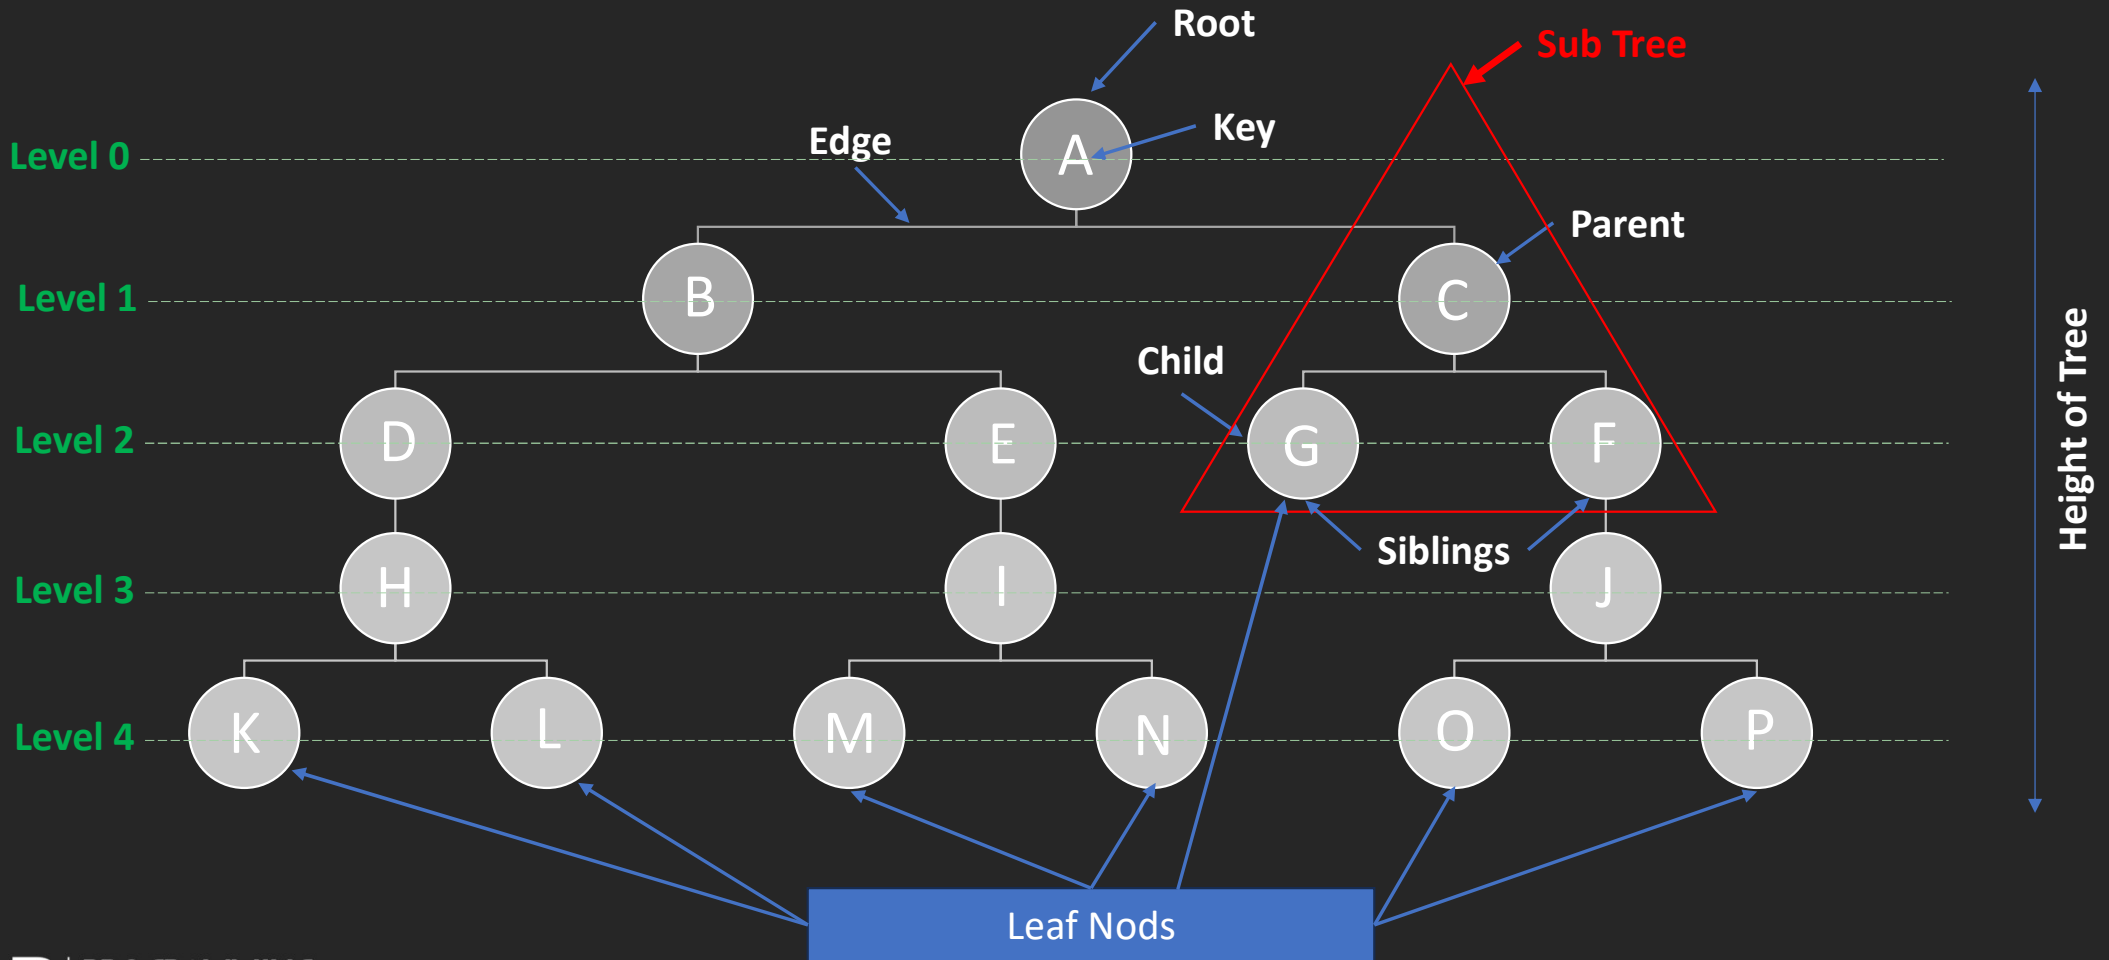 Root
Sub Tree
Key
Edge
Level 0
A
Parent
Level 1
B
C
Child
Height of Tree
Level 2
D
E
G
F
Siblings
Level 3
H
I
J
Level 4
K
L
M
N
O
P
Leaf Nods